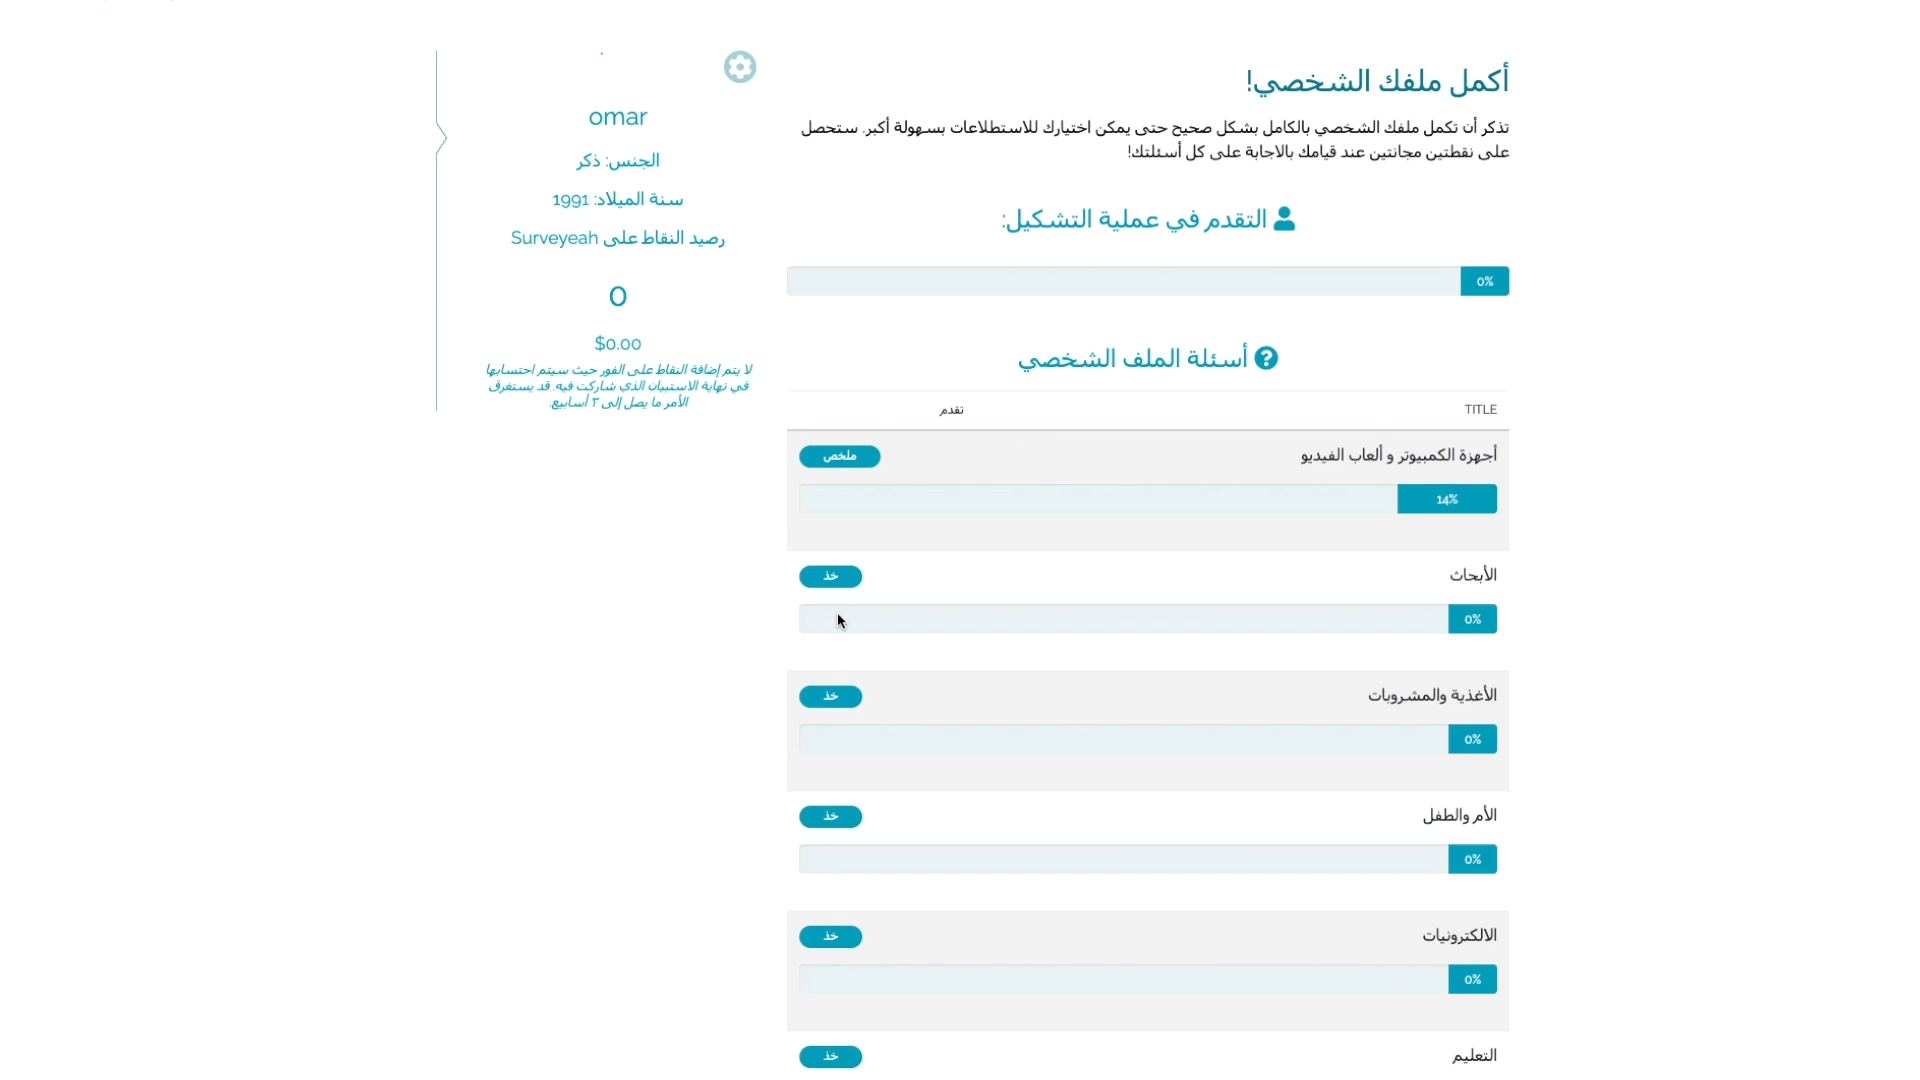 أكمل ملفك الشخصي!
تذكر أن تكمل ملفك الشخصي بالكامل بشكل صحيح حتى يمكن اختيارك للاستطلاعات بسهولة أكبر. ستحصل
على نقطتين مجانتين عند قيامك بالاجابة على كل أسئلتك!
التقدم في عملية التشكيل:
0%
أسئلة الملف الشخصي
TITLE تقدم
أجهزة الكمبيوتر و ألعاب الفيديو ملخص
14%
الأبحاث خذ
0%
الأغذية والمشروبات خذ
0%
الأم والطفل خذ
0%
الالكترونيات خذ
0%
التعليم خذ
omar
الجنس: ذكر
سنة الميلاد: 1991
رصيد النقاط على Surveyeah
0
$0.00
لا يتم إضافة النقاط على الفور حيث سيتم احتسابها
في نهاية الاستبيان الذي شاركت فيه. قد يستغرق
الأمر ما يصل إلى ٣ أسابيع.